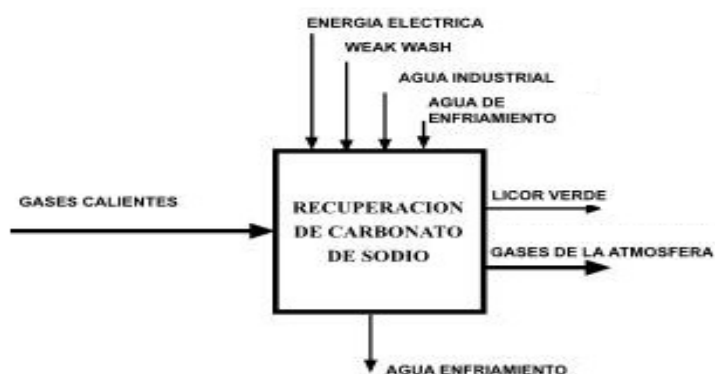 ENERGIA ELECTRICA
WEAK WASH
AGUA INDUSTRIAL
AGUA DE
ENFRIAMIENTO
GASES CALIENTES
RECUPERACION
DE CARBONATO
DE SODIO
LICOR VERDE
GASES DE LA ATMOSFERA
AGUA ENFRIAMIENTO